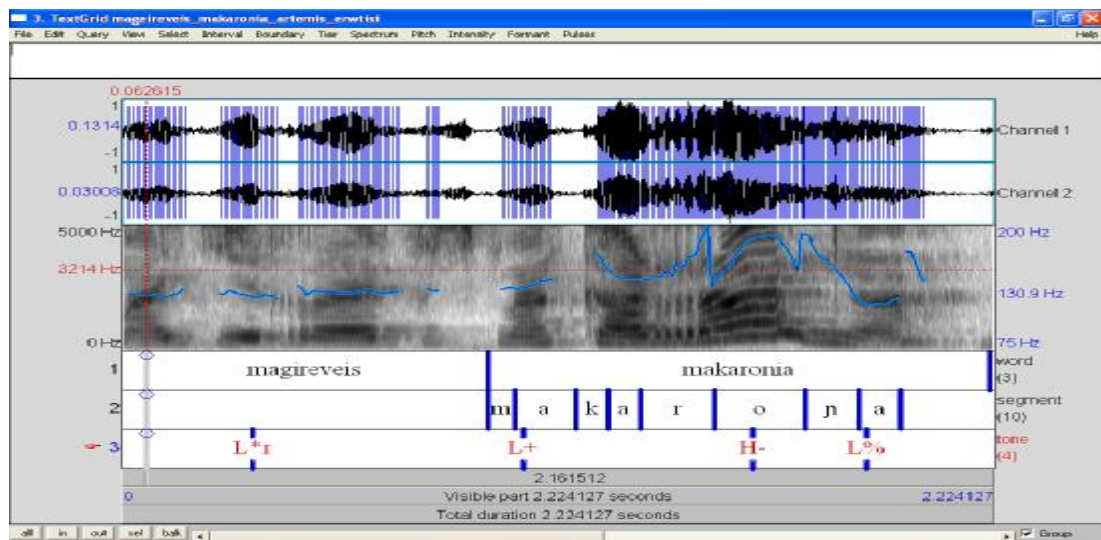 3. TextGrid mageireveis_makaronia_artemis_erwtisi
File Edit Query View Select Interval Boundary Tier Spectrum Pitch Intensity Formant Pulses Help
0.062615
1
0.1314 Channel 1
-1
1
0.03008 Channel 2
-1
5000 Hz 200 Hz
3214 Hz
130.9 Hz
0 Hz 75 Hz
1 magireveis makaronia word (3)
2 m a k a r o ɲ a segment (10)
3 L*r L+ H- L% tone (4)
2.161512
0 Visible part 2.224127 seconds 2.224127
Total duration 2.224127 seconds
all in out sel bak Group